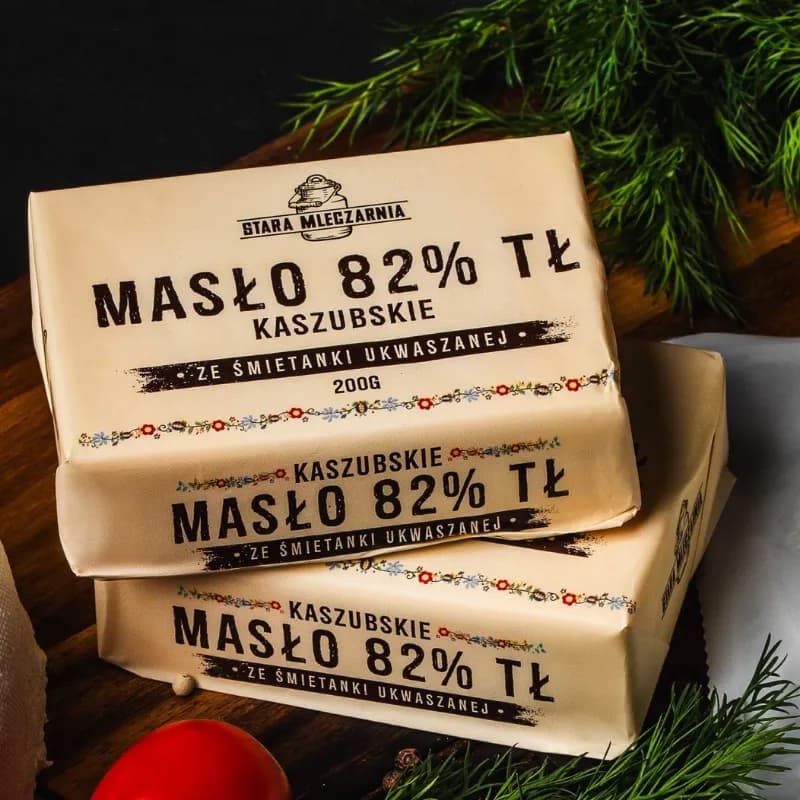 STARA MLECZARNIA
MASŁO 82% TŁ
KASZUBSKIE
• ZE ŚMIETANKI UKWASZANEJ •
200G
KASZUBSKIE
MASŁO 82% TŁ
• ZE ŚMIETANKI UKWASZANEJ •
KASZUBSKIE
MASŁO 82% TŁ
• ZE ŚMIETANKI UKWASZANEJ •